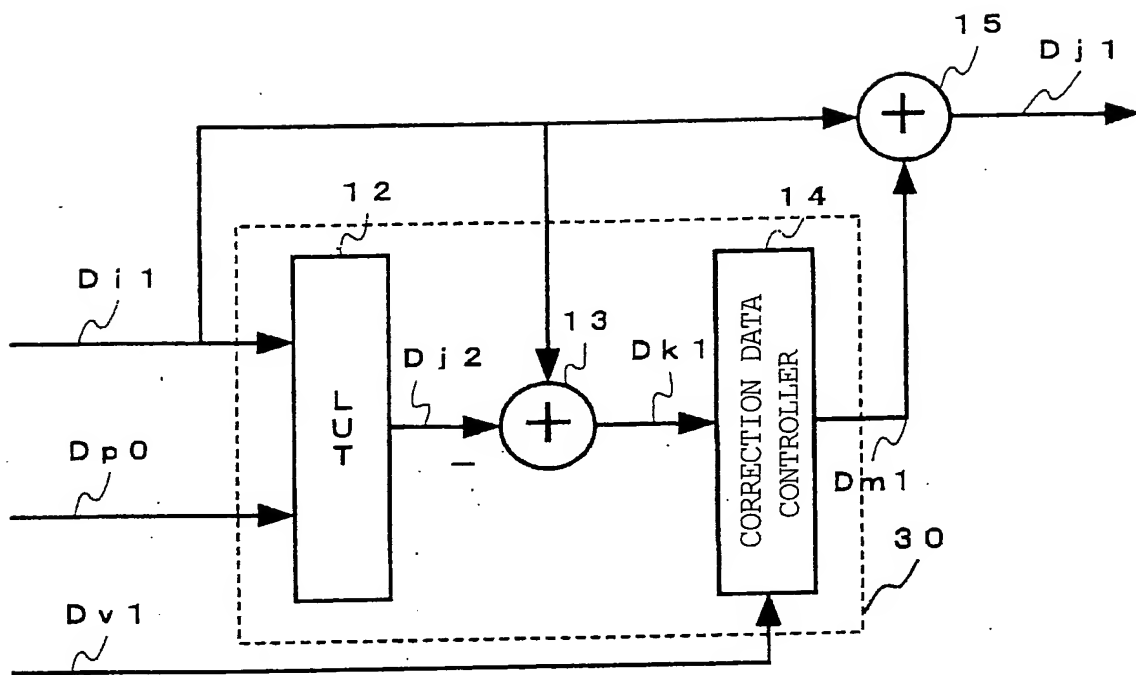 15
Dj1
12
14
Di1
13
Dj2
Dk1
+
+
LUT
CORRECTION DATA
CONTROLLER
Dp0
−
Dm1
30
Dv1